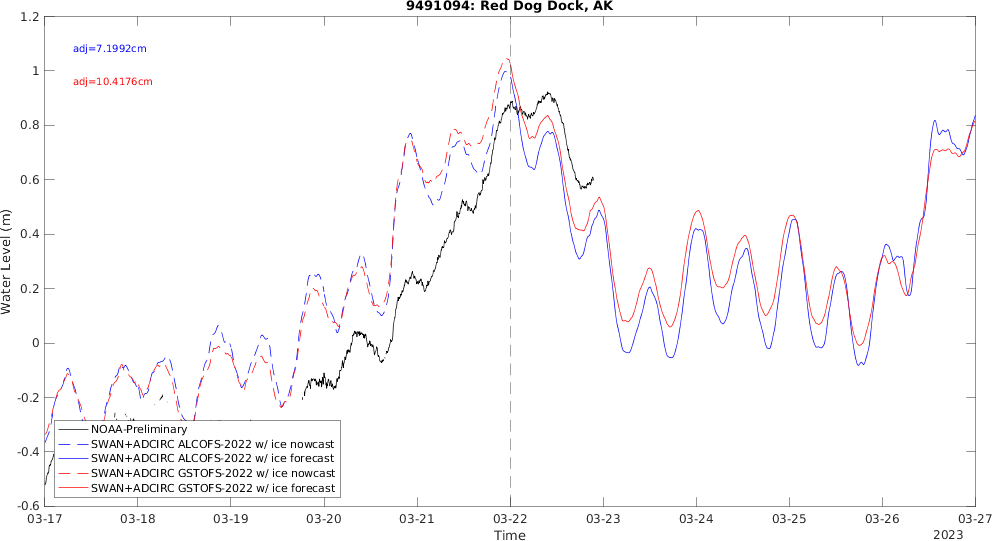 9491094: Red Dog Dock, AK
adj=7.1992cm
adj=10.4176cm
Water Level (m)
1.2
1
0.8
0.6
0.4
0.2
0
-0.2
-0.4
-0.6
NOAA-Preliminary
SWAN+ADCIRC ALCOFS-2022 w/ ice nowcast
SWAN+ADCIRC ALCOFS-2022 w/ ice forecast
SWAN+ADCIRC GSTOFS-2022 w/ ice nowcast
SWAN+ADCIRC GSTOFS-2022 w/ ice forecast
03-17 03-18 03-19 03-20 03-21 03-22 03-23 03-24 03-25 03-26 03-27
Time
2023